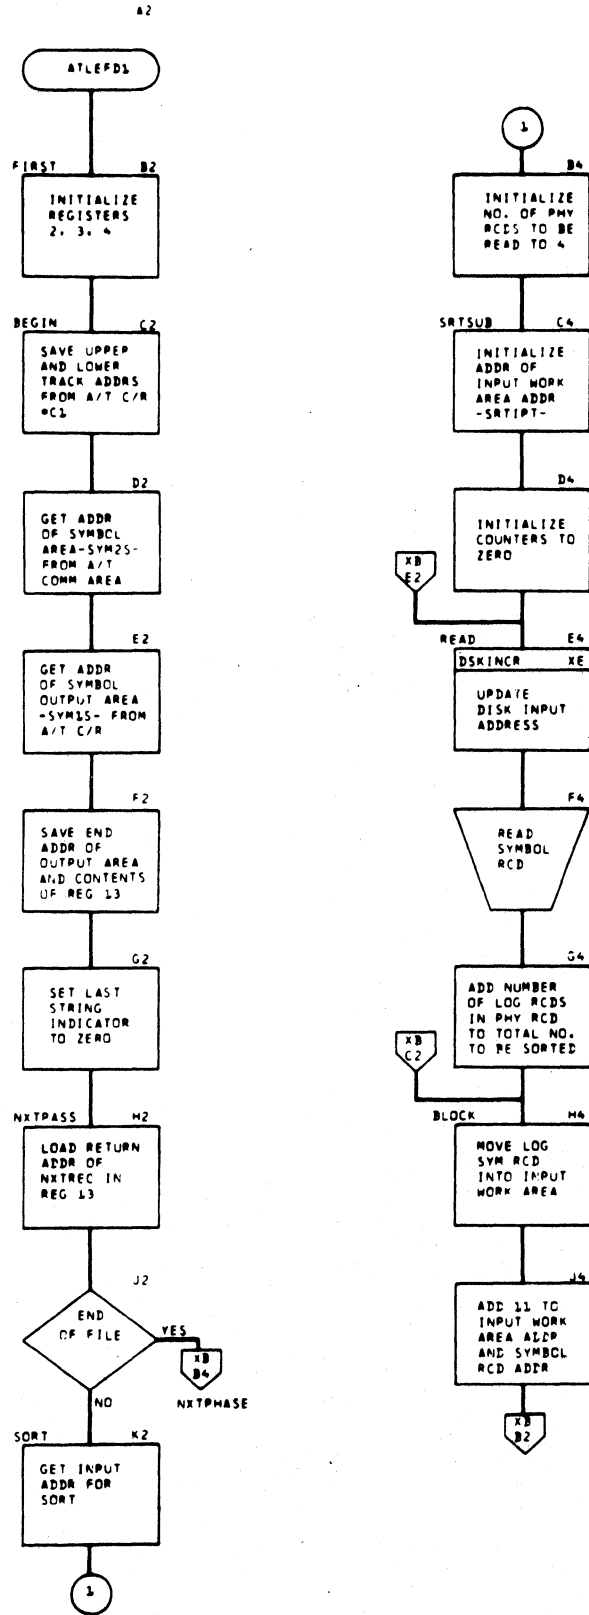 A2
ATLEFD1
FIRST B2
INITIALIZE
REGISTERS
2, 3, 4
BEGIN C2
SAVE UPPER
AND LOWER
TRACK ADDRS
FROM A/T C/R
*C1
D2
GET ADDR
OF SYMBOL
AREA-SYM2S-
FROM A/T
COMM AREA
E2
GET ADDR
OF SYMBOL
OUTPUT AREA
-SYM1S- FROM
A/T C/R
F2
SAVE END
ADDR OF
OUTPUT AREA
AND CONTENTS
OF REG 13
G2
SET LAST
STRING
INDICATOR
TO ZERO
NXTPASS H2
LOAD RETURN
ADDR OF
NXTREC IN
REG 13
J2
END
OF FILE
YES
XB
B4
NXTPHASE
NO
SORT K2
GET INPUT
ADDR FOR
SORT
1
1
B4
INITIALIZE
NO. OF PHY
RCDS TO BE
READ TO 4
SRTSUB C4
INITIALIZE
ADDR OF
INPUT WORK
AREA ADDR
-SRTIPT-
D4
INITIALIZE
COUNTERS TO
ZERO
XB
E2
READ E4
DSKINCR XE
UPDATE
DISK INPUT
ADDRESS
F4
READ
SYMBOL
RCD
G4
ADD NUMBER
OF LOG RCDS
IN PHY RCD
TO TOTAL NO.
TO BE SORTED
XB
C2
BLOCK H4
MOVE LOG
SYM RCD
INTO INPUT
WORK AREA
J4
ADD 11 TO
INPUT WORK
AREA ADDR
AND SYMBOL
RCD ADDR
XB
B2